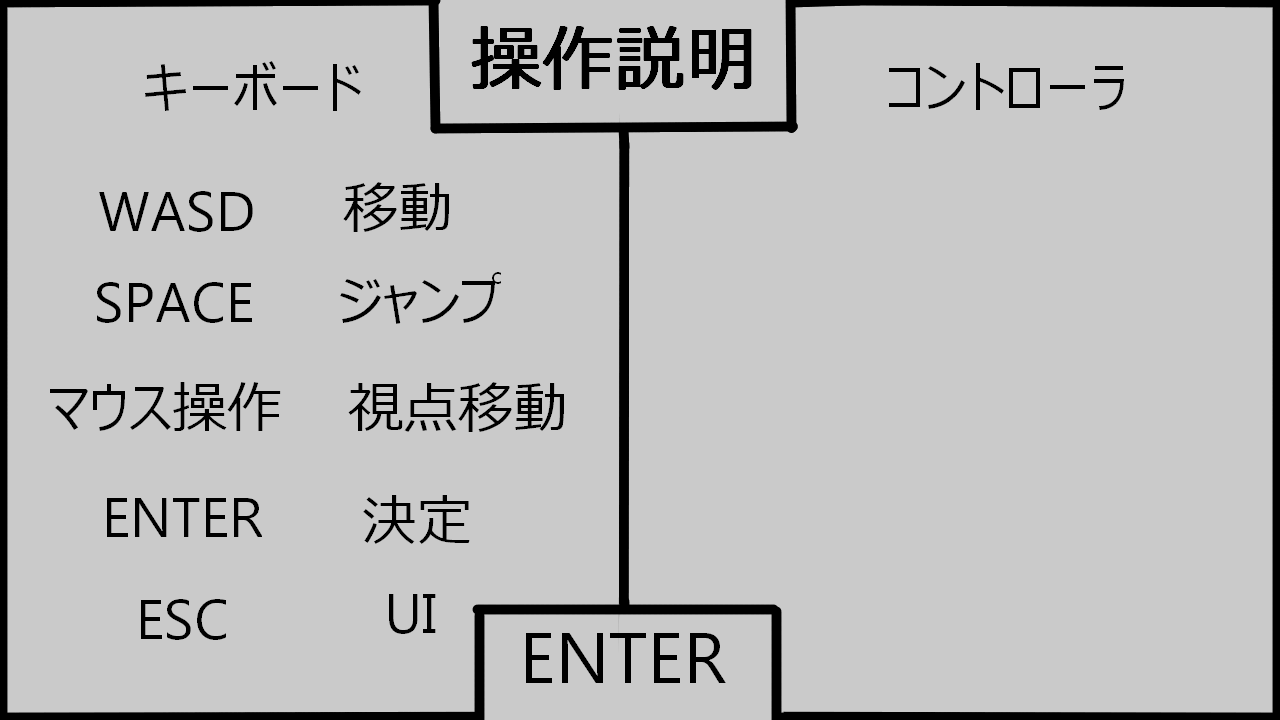 操作説明
キーボード
コントローラ
WASD 移動
SPACE ジャンプ
マウス操作 視点移動
ENTER 決定
ESC UI
ENTER